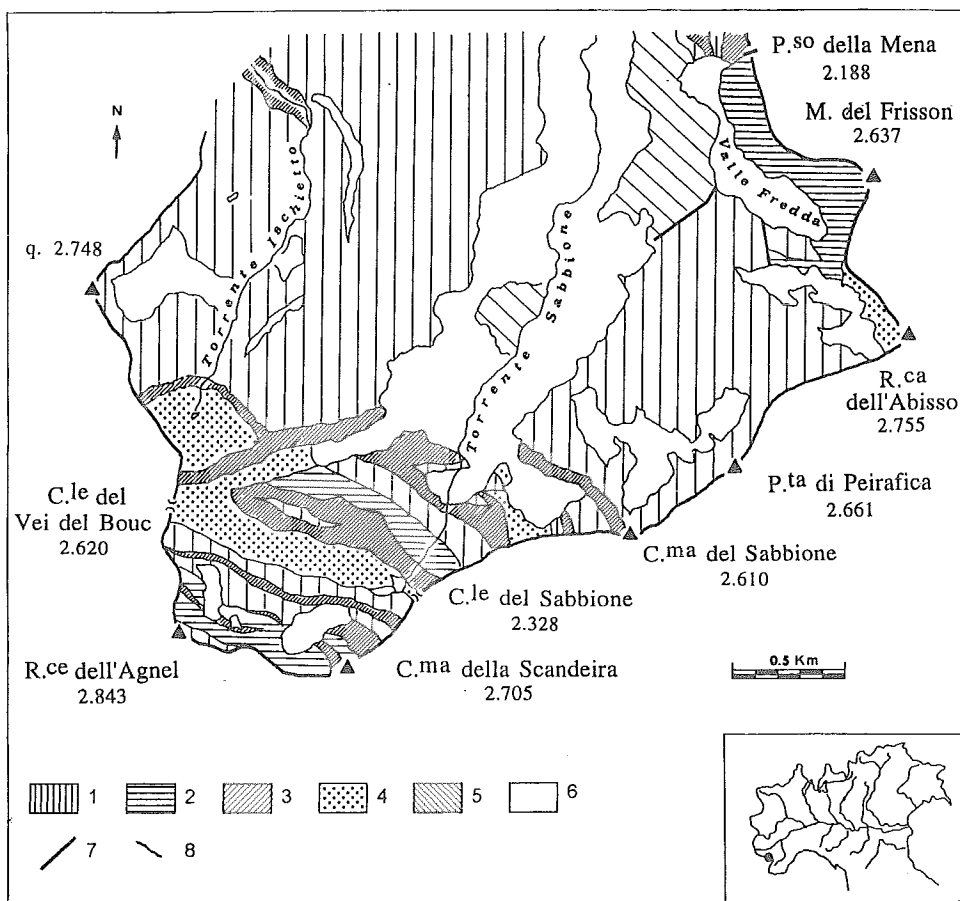 P.so della Mena
2.188
M. del Frisson
2.637
N
Valle Fredda
Torrente Ischietto
Torrente Sabbione
q. 2.748
R.ca
dell'Abisso
2.755
C.le del
Vei del Bouc
2.620
P.ta di Peirafica
2.661
C.ma del Sabbione
2.610
C.le del Sabbione
2.328
R.ce dell'Agnel
2.843
C.ma della Scandeira
2.705
0.5 Km
1 2 3 4 5 6
7 8